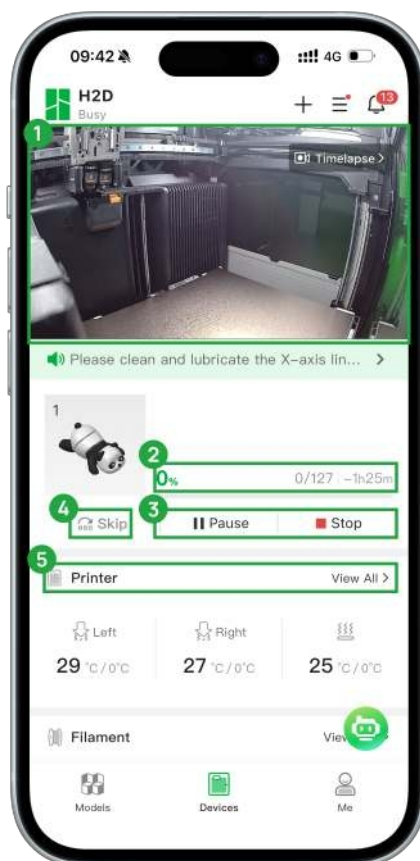 09:42 4G
H2D
Busy
13
1
Timelapse >
Please clean and lubricate the X-axis lin... >
1
2
0% 0/127 -1h25m
4 3
Skip Pause Stop
5
Printer View All >
Left Right
29 °C/0°C 27 °C/0°C 25 °C/0°C
Filament
Models Devices Me